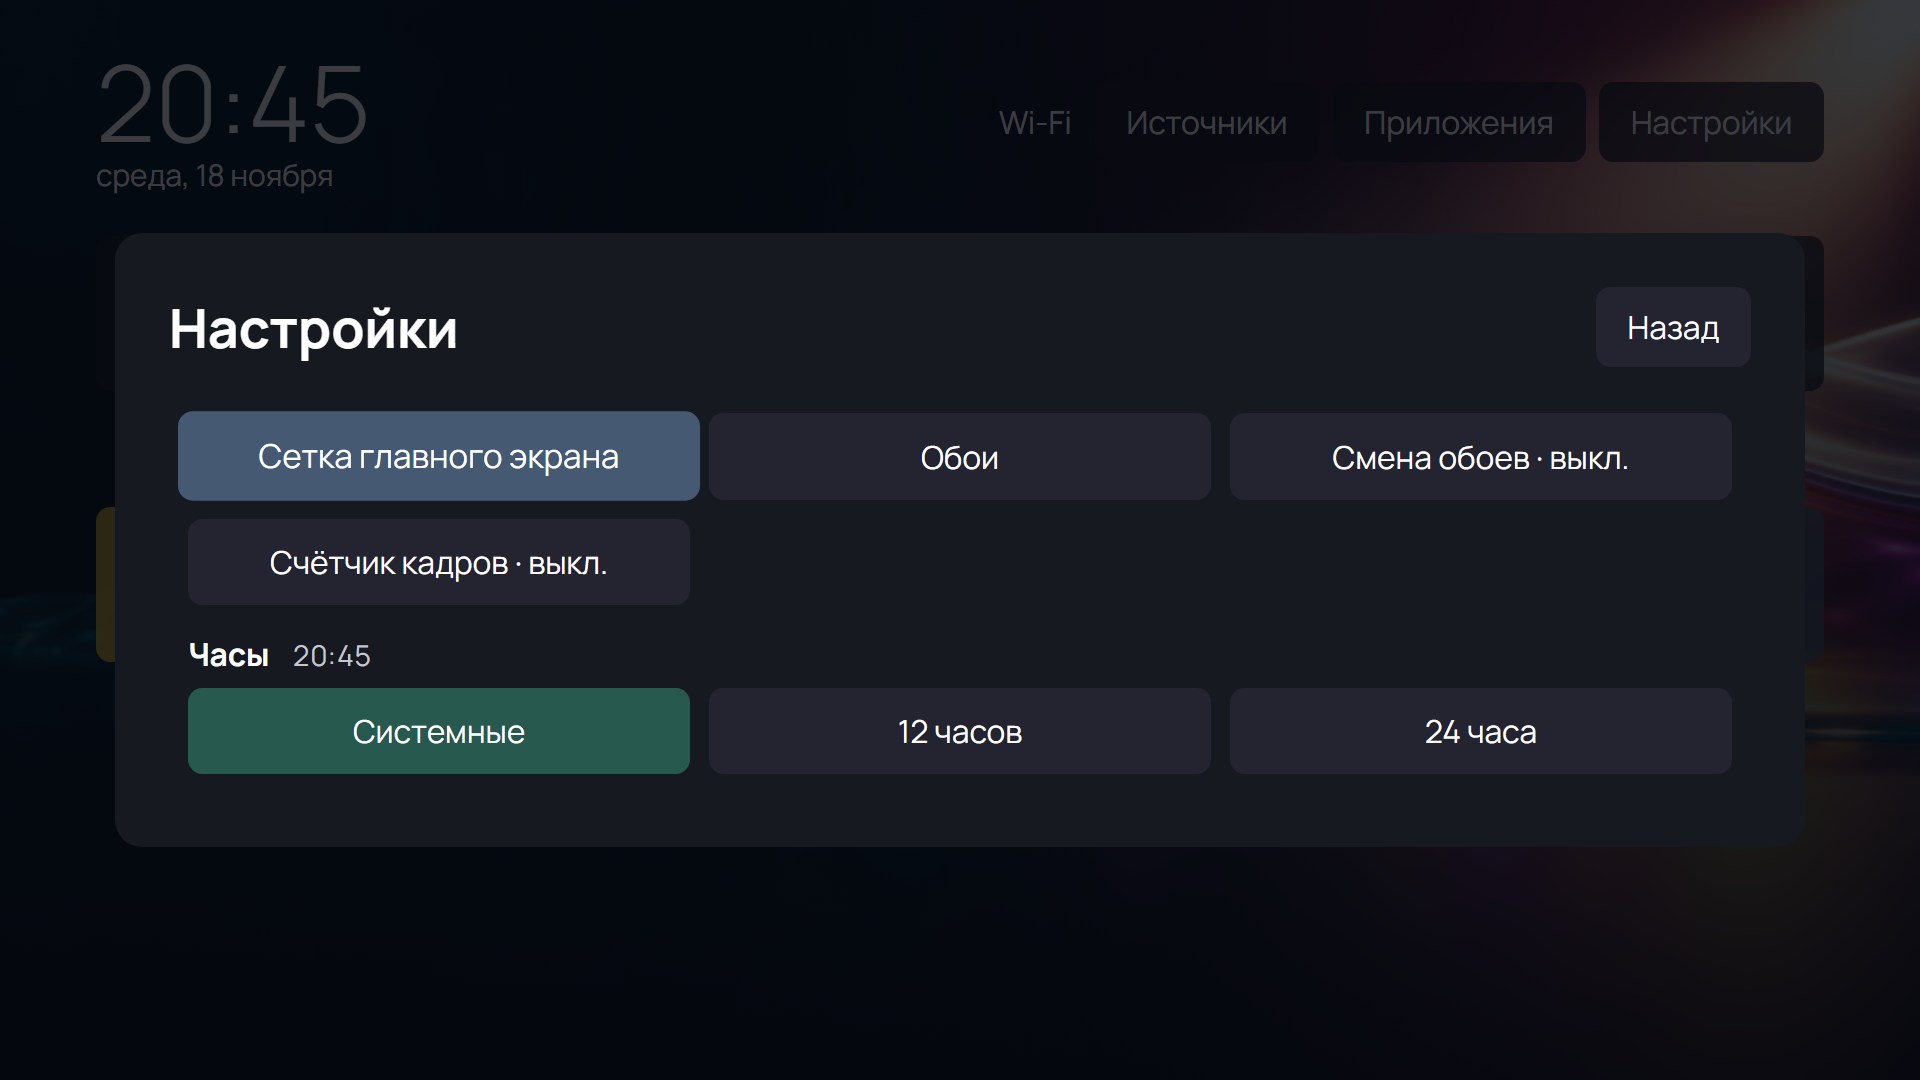 20:45
среда, 18 ноября
Wi-Fi Источники Приложения Настройки
Настройки
Назад
Сетка главного экрана
Обои
Смена обоев · выкл.
Счётчик кадров · выкл.
Часы 20:45
Системные
12 часов
24 часа